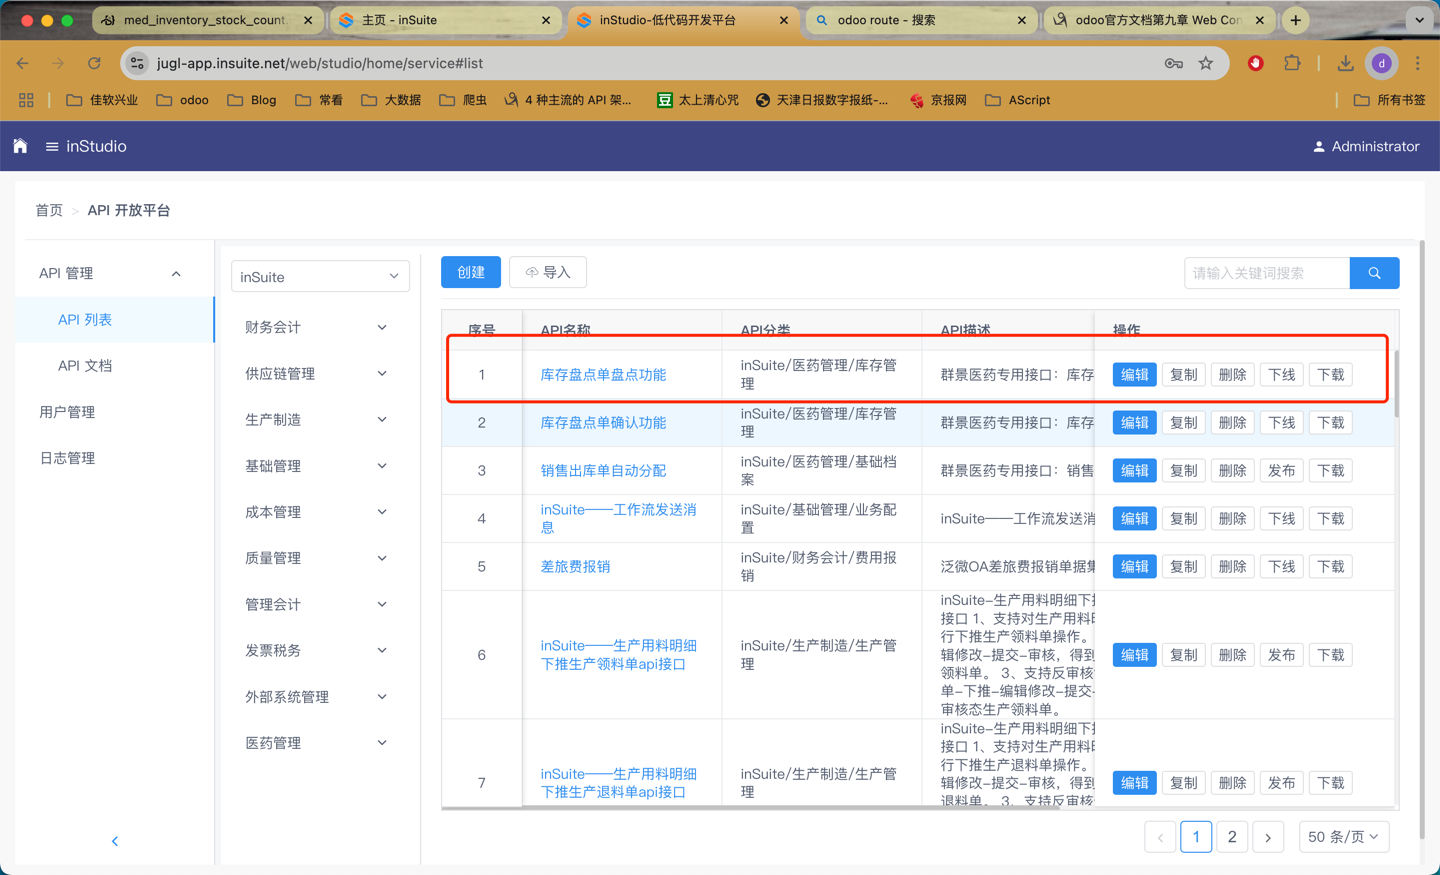 med_inventory_stock_count.
主页 - inSuite
inStudio-低代码开发平台
odoo route - 搜索
odoo官方文档第九章 Web Con
jugl-app.insuite.net/web/studio/home/service#list
d
佳软兴业
odoo
Blog
常看
大数据
爬虫
4 种主流的 API 架...
豆
太上清心咒
天津日报数字报纸-...
京报网
AScript
所有书签
inStudio
Administrator
首页 > API 开放平台
API 管理
API 列表
API 文档
用户管理
日志管理
inSuite
财务会计
供应链管理
生产制造
基础管理
成本管理
质量管理
管理会计
发票税务
外部系统管理
医药管理
创建
导入
请输入关键词搜索
序号 API名称 API分类 API描述 操作
1
库存盘点单盘点功能
inSuite/医药管理/库存管
理
群景医药专用接口：库存
编辑 复制 删除 下线 下载
2
库存盘点单确认功能
inSuite/医药管理/库存管
理
群景医药专用接口：库存
编辑 复制 删除 下线 下载
3
销售出库单自动分配
inSuite/医药管理/基础档
案
群景医药专用接口：销售
编辑 复制 删除 发布 下载
4
inSuite——工作流发送消
息
inSuite/基础管理/业务配
置
inSuite——工作流发送消
编辑 复制 删除 下线 下载
5
差旅费报销
inSuite/财务会计/费用报
销
泛微OA差旅费报销单据集
编辑 复制 删除 下线 下载
6
inSuite——生产用料明细
下推生产领料单api接口
inSuite/生产制造/生产管
理
inSuite-生产用料明细下推
接口 1、支持对生产用料明
行下推生产领料单操作。
辑修改-提交-审核，得到
领料单。 3、支持反审核
单-下推-编辑修改-提交-
审核态生产领料单。
编辑 复制 删除 发布 下载
7
inSuite——生产用料明细
下推生产退料单api接口
inSuite/生产制造/生产管
理
inSuite-生产用料明细下推
接口 1、支持对生产用料明
行下推生产退料单操作。
辑修改-提交-审核，得到
退料单。 3、支持反审核
编辑 复制 删除 发布 下载
1
2
50 条/页